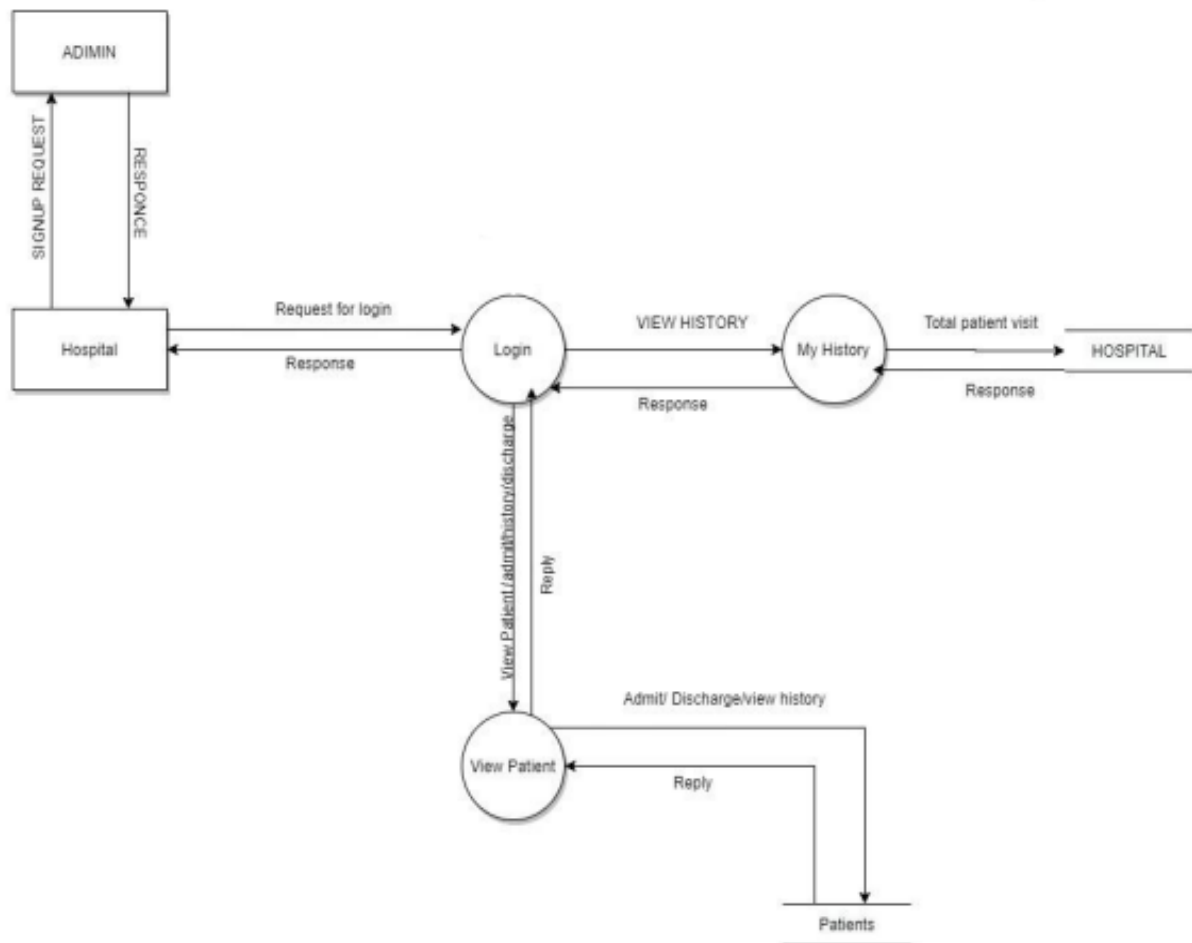 ADIMIN
SIGNUP REQUEST
RESPONCE
Hospital
Request for login
Response
Login
VIEW HISTORY
Response
My History
Total patient visit
Response
HOSPITAL
View Patient /admit/history/discharge
Reply
View Patient
Admit/ Discharge/view history
Reply
Patients